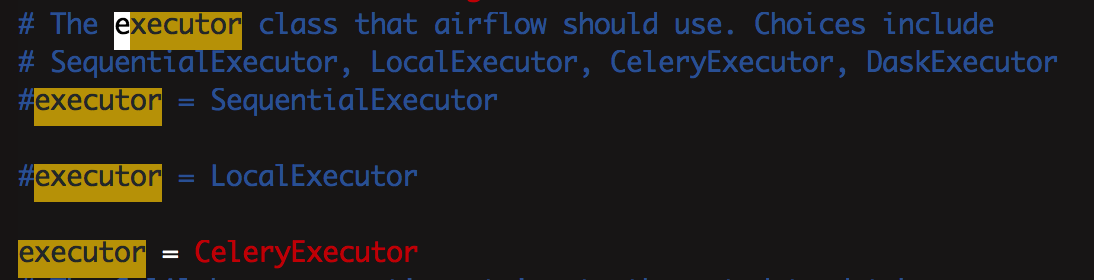 # The executor class that airflow should use. Choices include
# SequentialExecutor, LocalExecutor, CeleryExecutor, DaskExecutor
#executor = SequentialExecutor
#executor = LocalExecutor
executor = CeleryExecutor